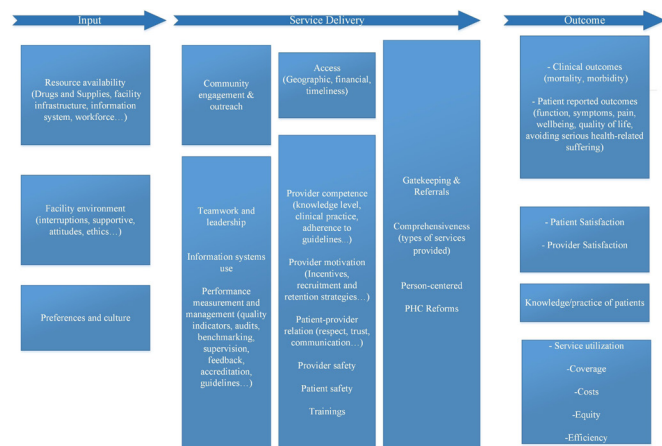 Input
Service Delivery
Outcome
Resource availability
(Drugs and Supplies, facility
infrastructure, information
system, workforce…)
Facility environment
(interruptions, supportive,
attitudes, ethics…)
Preferences and culture
Community
engagement &
outreach
Teamwork and
leadership
Information systems
use
Performance
measurement and
management (quality
indicators, audits,
benchmarking,
supervision,
feedback,
accreditation,
guidelines…)
Access
(Geographic, financial,
timeliness)
Provider competence
(knowledge level,
clinical practice,
adherence to
guidelines...)
Provider motivation
(Incentives,
recruitment and
retention strategies…)
Patient-provider
relation (respect, trust,
communication…)
Provider safety
Patient safety
Trainings
Gatekeeping &
Referrals
Comprehensiveness
(types of services
provided)
Person-centered
PHC Reforms
- Clinical outcomes
(mortality, morbidity)
- Patient reported outcomes
(function, symptoms, pain,
wellbeing, quality of life,
avoiding serious health-related
suffering)
- Patient Satisfaction
- Provider Satisfaction
Knowledge/practice of patients
- Service utilization
-Coverage
-Costs
-Equity
-Efficiency